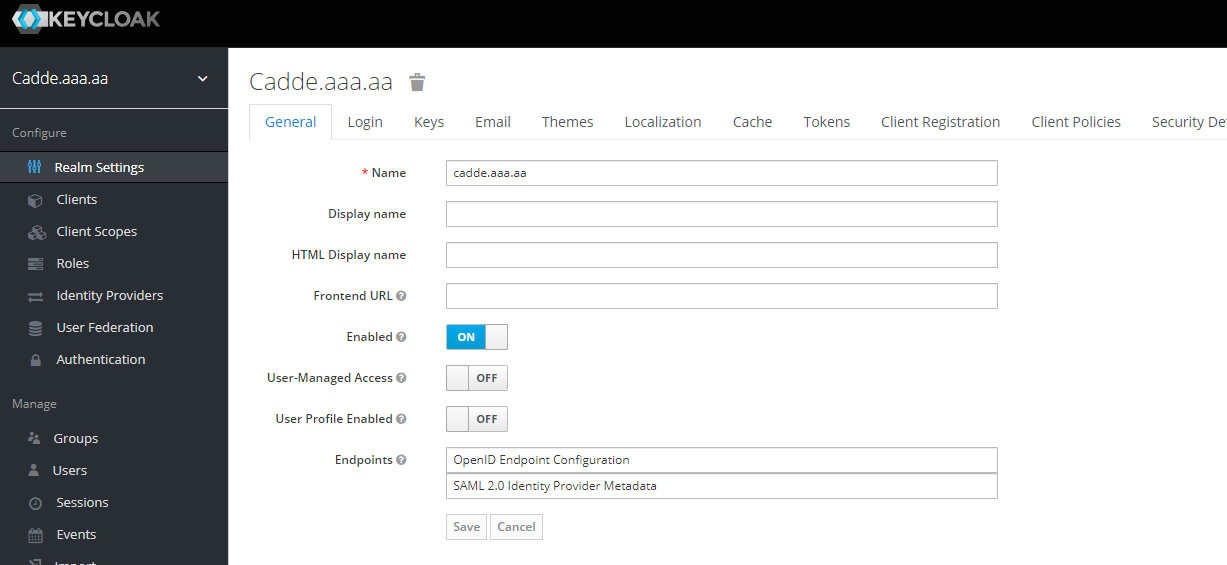 KEYCLOAK
Cadde.aaa.aa
Configure
Realm Settings
Clients
Client Scopes
Roles
Identity Providers
User Federation
Authentication
Manage
Groups
Users
Sessions
Events
Import
Cadde.aaa.aa
General Login Keys Email Themes Localization Cache Tokens Client Registration Client Policies Security De
* Name cadde.aaa.aa
Display name
HTML Display name
Frontend URL
Enabled ON
User-Managed Access OFF
User Profile Enabled OFF
Endpoints OpenID Endpoint Configuration
SAML 2.0 Identity Provider Metadata
Save Cancel